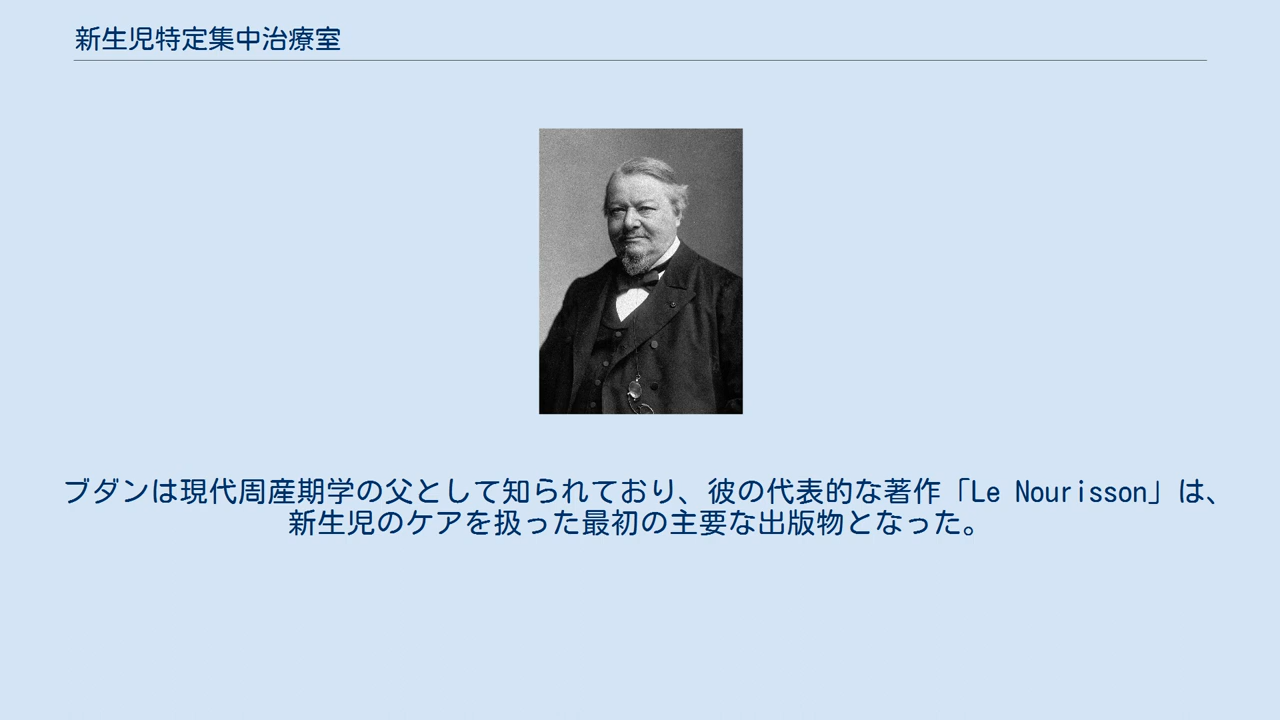 新生児特定集中治療室
ブダンは現代周産期学の父として知られており、彼の代表的な著作「Le Nourisson」は、
新生児のケアを扱った最初の主要な出版物となった。